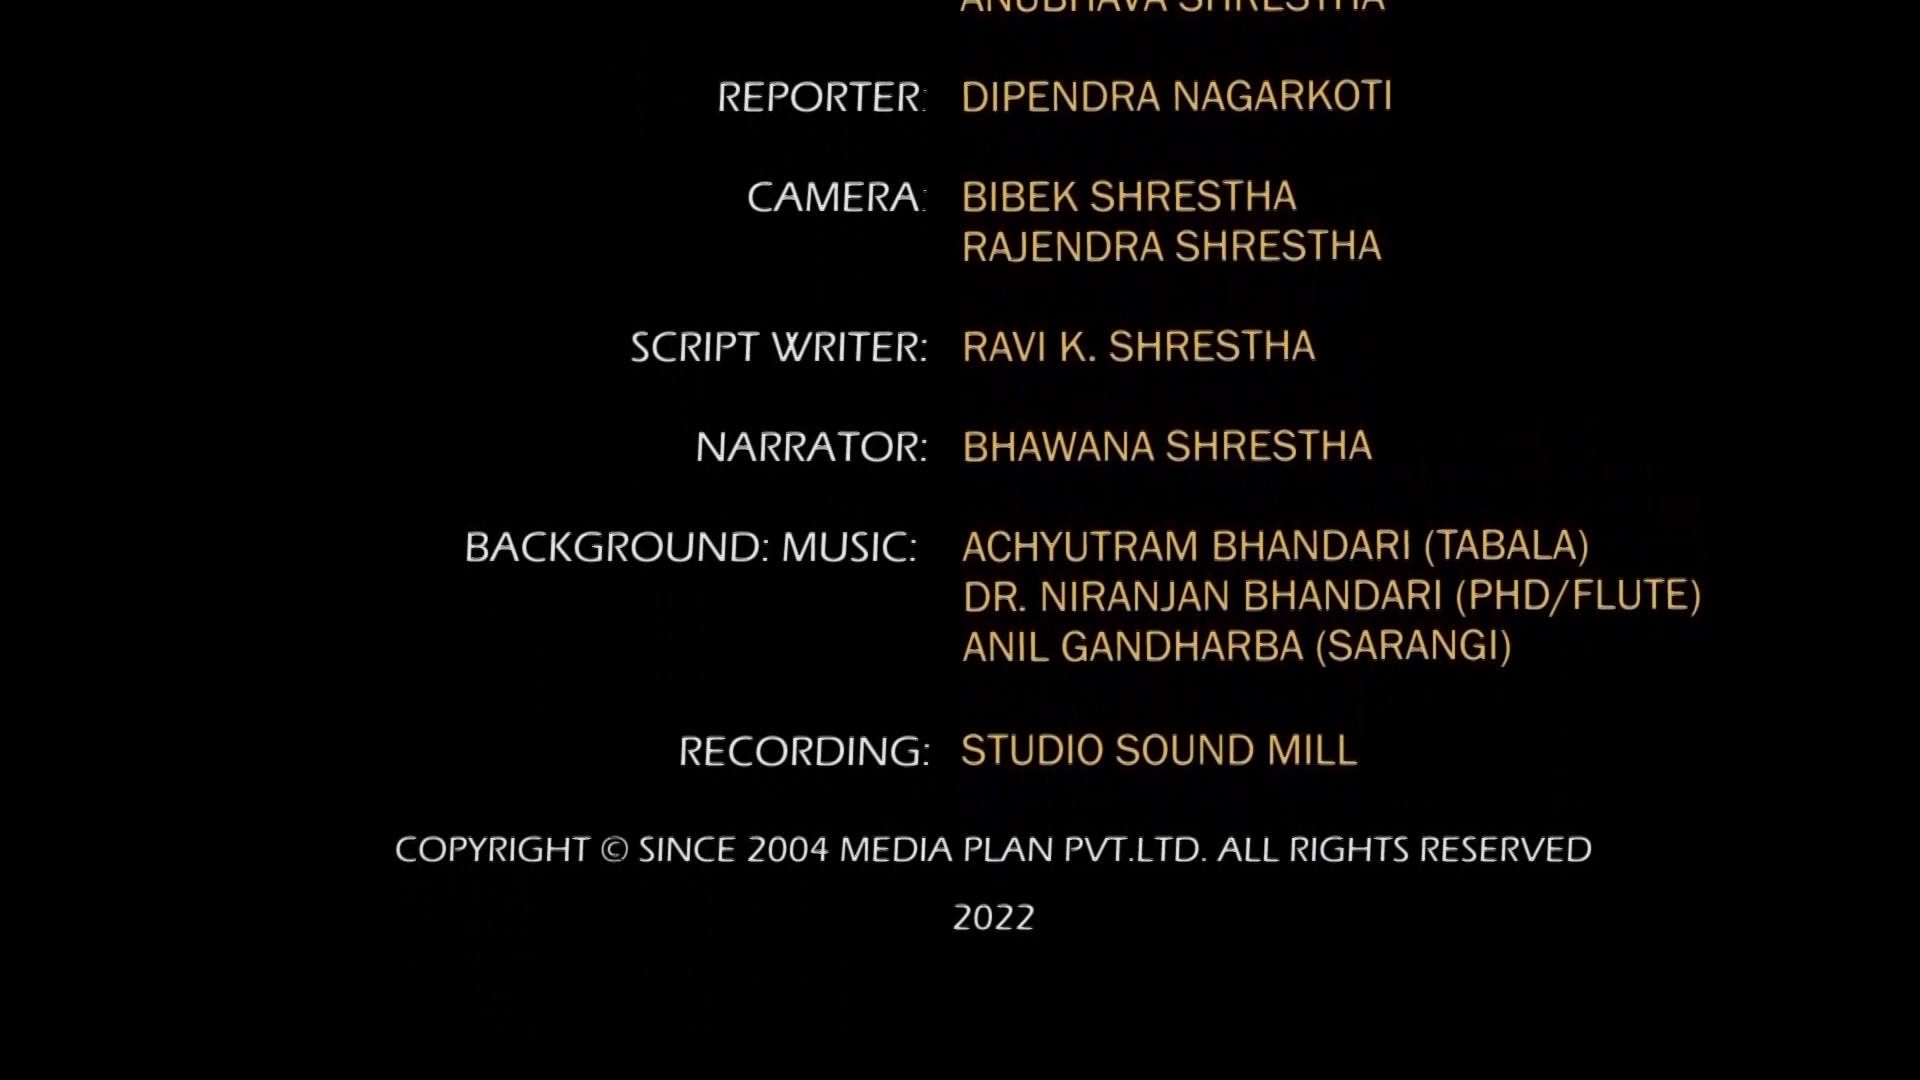 ANUBHAVA SHRESTHA
REPORTER: DIPENDRA NAGARKOTI
CAMERA: BIBEK SHRESTHA
RAJENDRA SHRESTHA
SCRIPT WRITER: RAVI K. SHRESTHA
NARRATOR: BHAWANA SHRESTHA
BACKGROUND: MUSIC: ACHYUTRAM BHANDARI (TABALA)
DR. NIRANJAN BHANDARI (PHD/FLUTE)
ANIL GANDHARBA (SARANGI)
RECORDING: STUDIO SOUND MILL
COPYRIGHT © SINCE 2004 MEDIA PLAN PVT.LTD. ALL RIGHTS RESERVED
2022